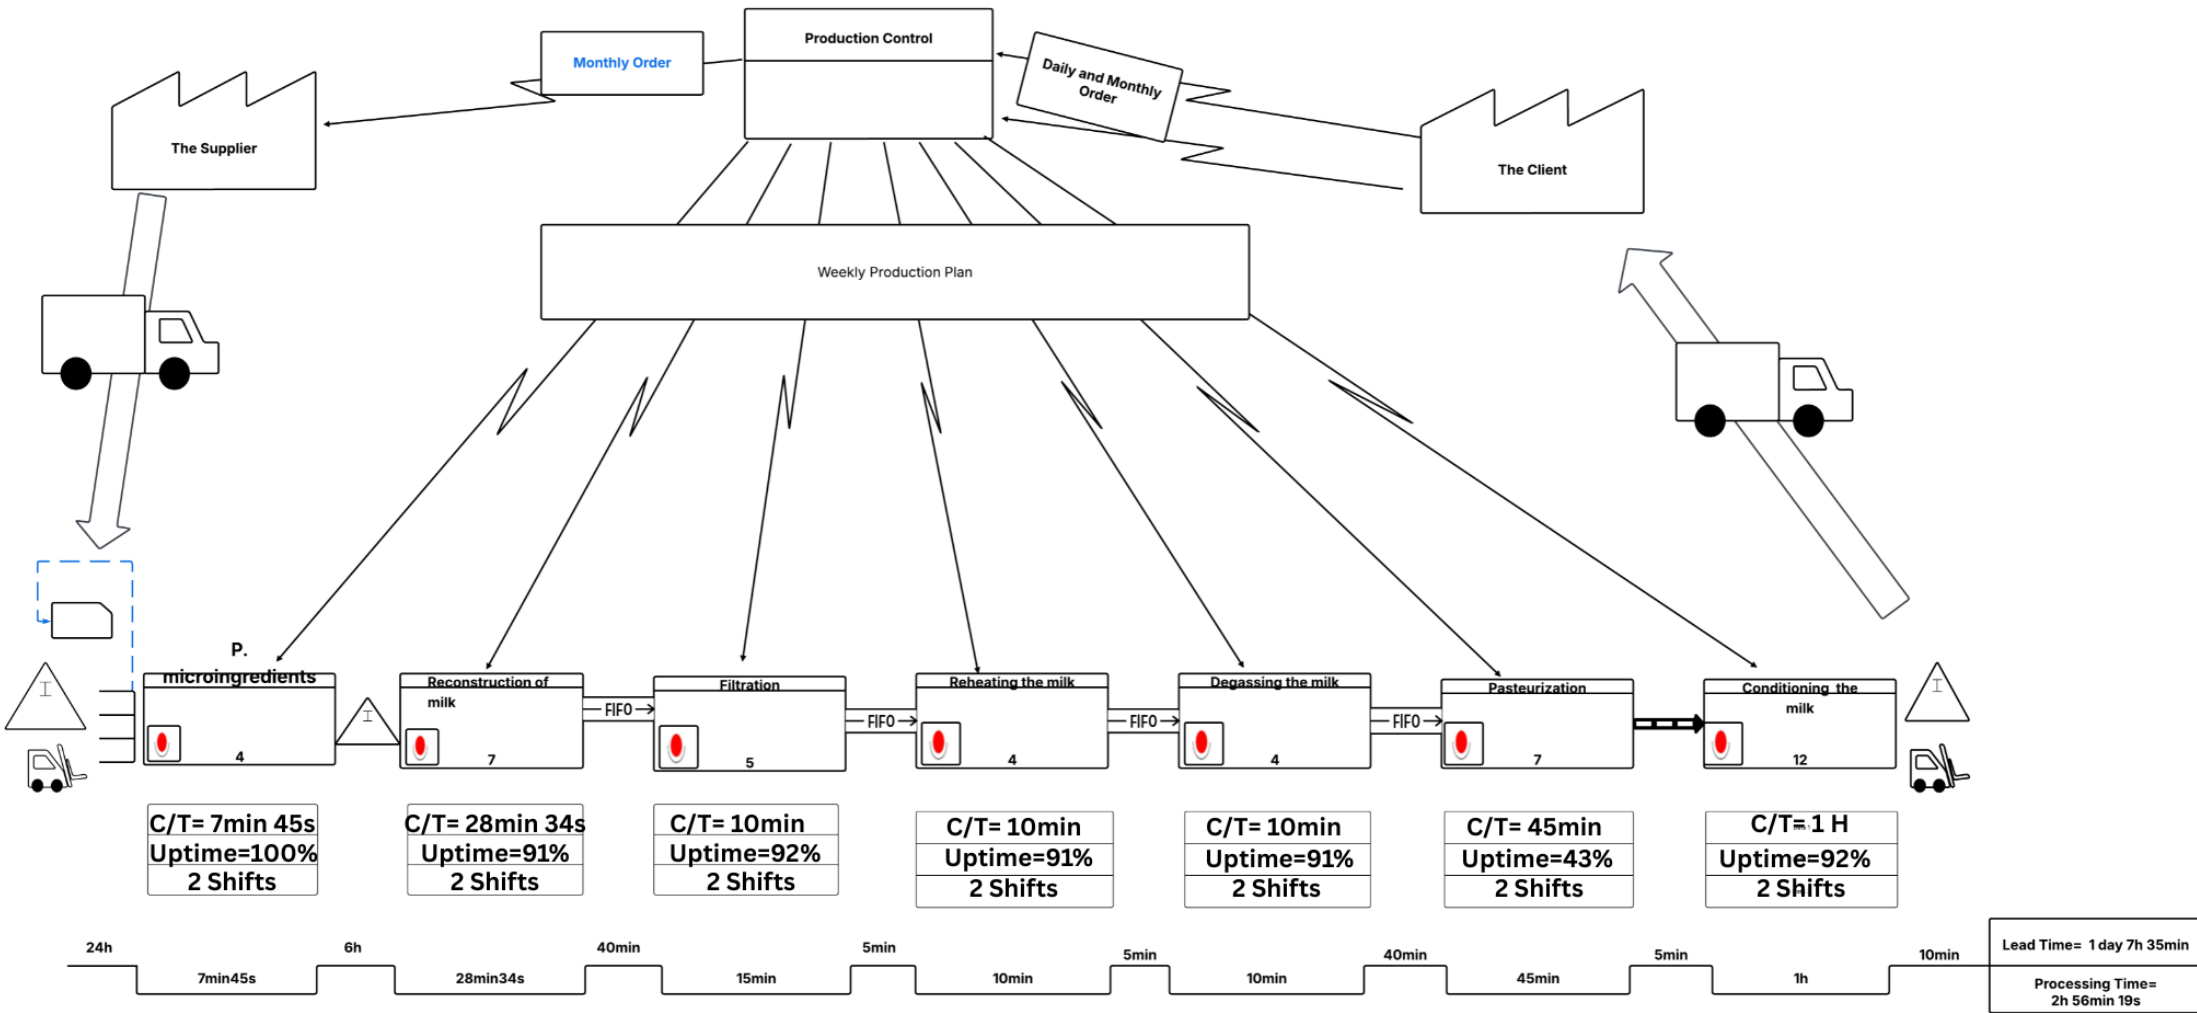 Production Control
Monthly Order
Daily and Monthly
Order
The Supplier
The Client
Weekly Production Plan
P.
microingredients
4
I
I
Reconstruction of
milk
7
FIFO
Filtration
5
FIFO
Reheating the milk
4
FIFO
Degassing the milk
4
FIFO
Pasteurization
7
Conditioning the
milk
12
I
C/T= 7min 45s
Uptime=100%
2 Shifts
C/T= 28min 34s
Uptime=91%
2 Shifts
C/T= 10min
Uptime=92%
2 Shifts
C/T= 10min
Uptime=91%
2 Shifts
C/T= 10min
Uptime=91%
2 Shifts
C/T= 45min
Uptime=43%
2 Shifts
C/T= 1 H
Uptime=92%
2 Shifts
24h
7min45s
6h
28min34s
40min
15min
5min
10min
5min
10min
40min
45min
5min
1h
10min
Lead Time= 1 day 7h 35min
Processing Time=
2h 56min 19s